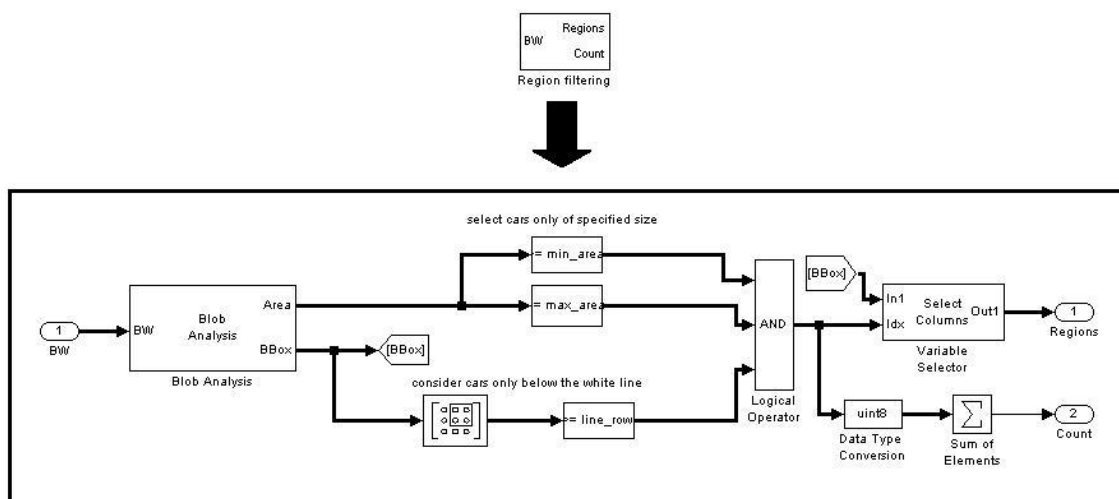 BW
Regions
Count
Region filtering
select cars only of specified size
= min_area
= max_area
Area
BW
Blob
Analysis
BBox
Blob Analysis
1
BW
[BBox]
consider cars only below the white line
>= line_row
AND
Logical
Operator
[BBox]
In1
Idx
Select
Columns
Out1
Variable
Selector
1
Regions
uint8
Data Type
Conversion
∑
Sum of
Elements
2
Count